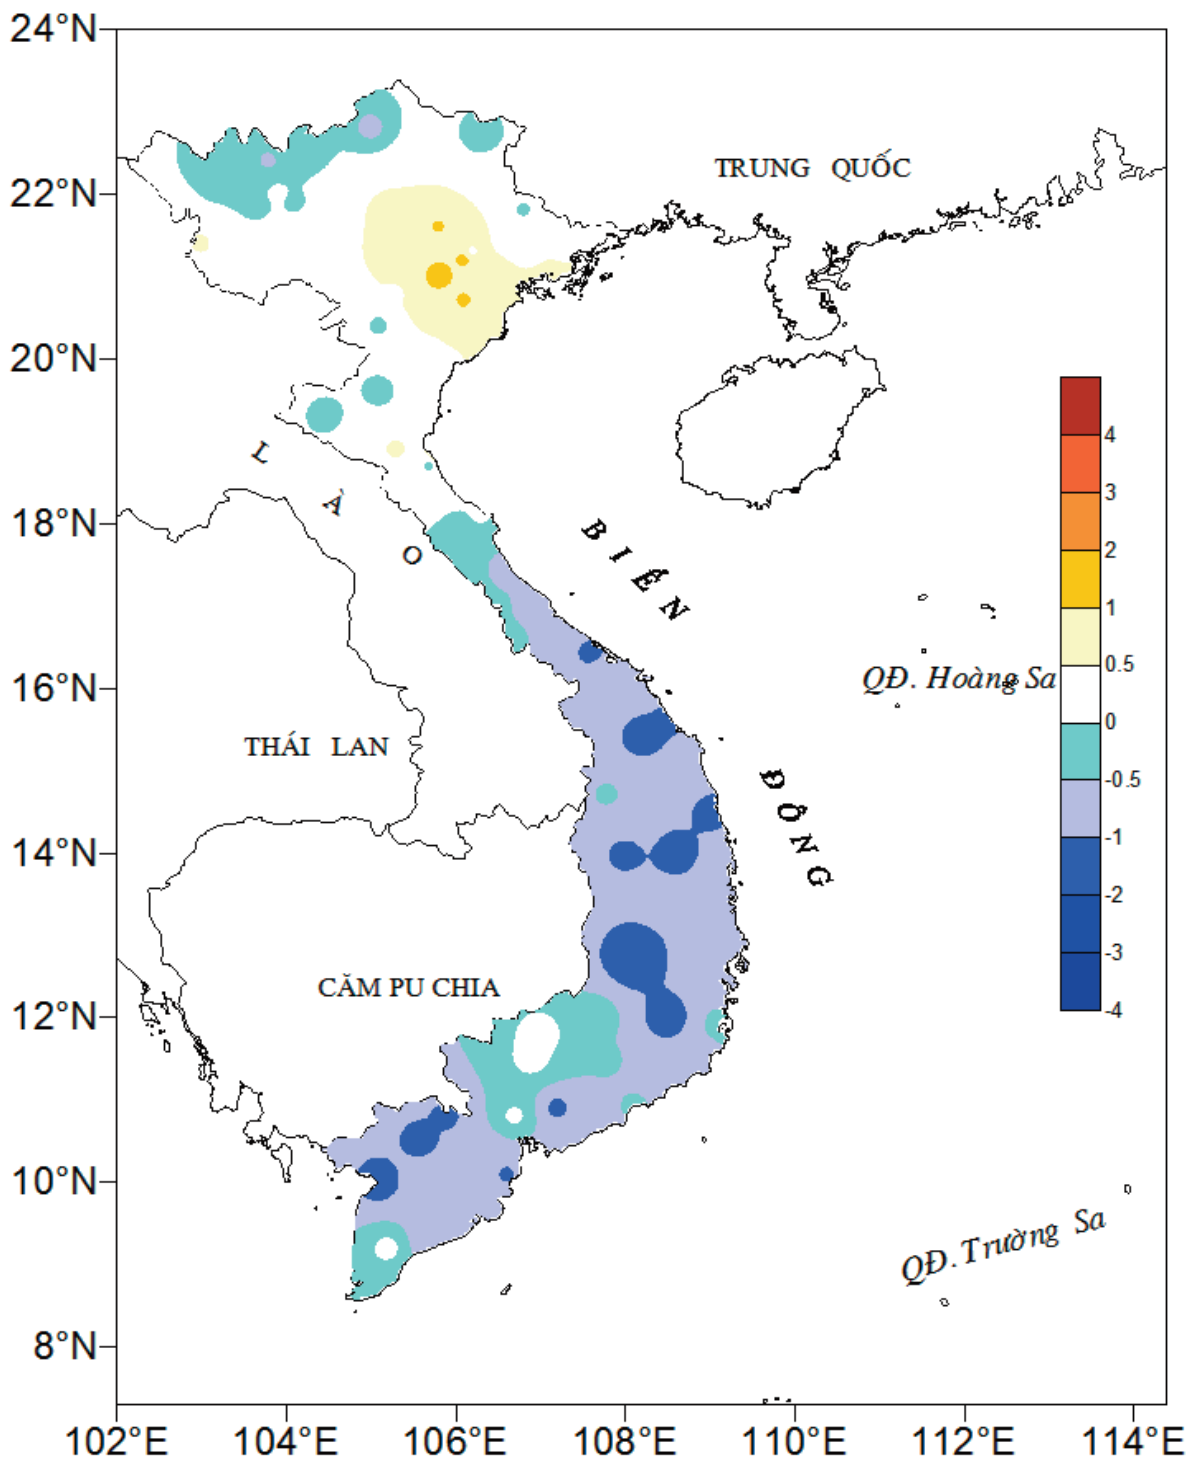 24°N
22°N
20°N
18°N
16°N
14°N
12°N
10°N
8°N
102°E 104°E 106°E 108°E 110°E 112°E 114°E
TRUNG QUỐC
LÀO
BIỂN ĐÔNG
QĐ. Hoàng Sa
THÁI LAN
CĂM PU CHIA
QĐ. Trường Sa
4
3
2
1
0.5
0
-0.5
-1
-2
-3
-4